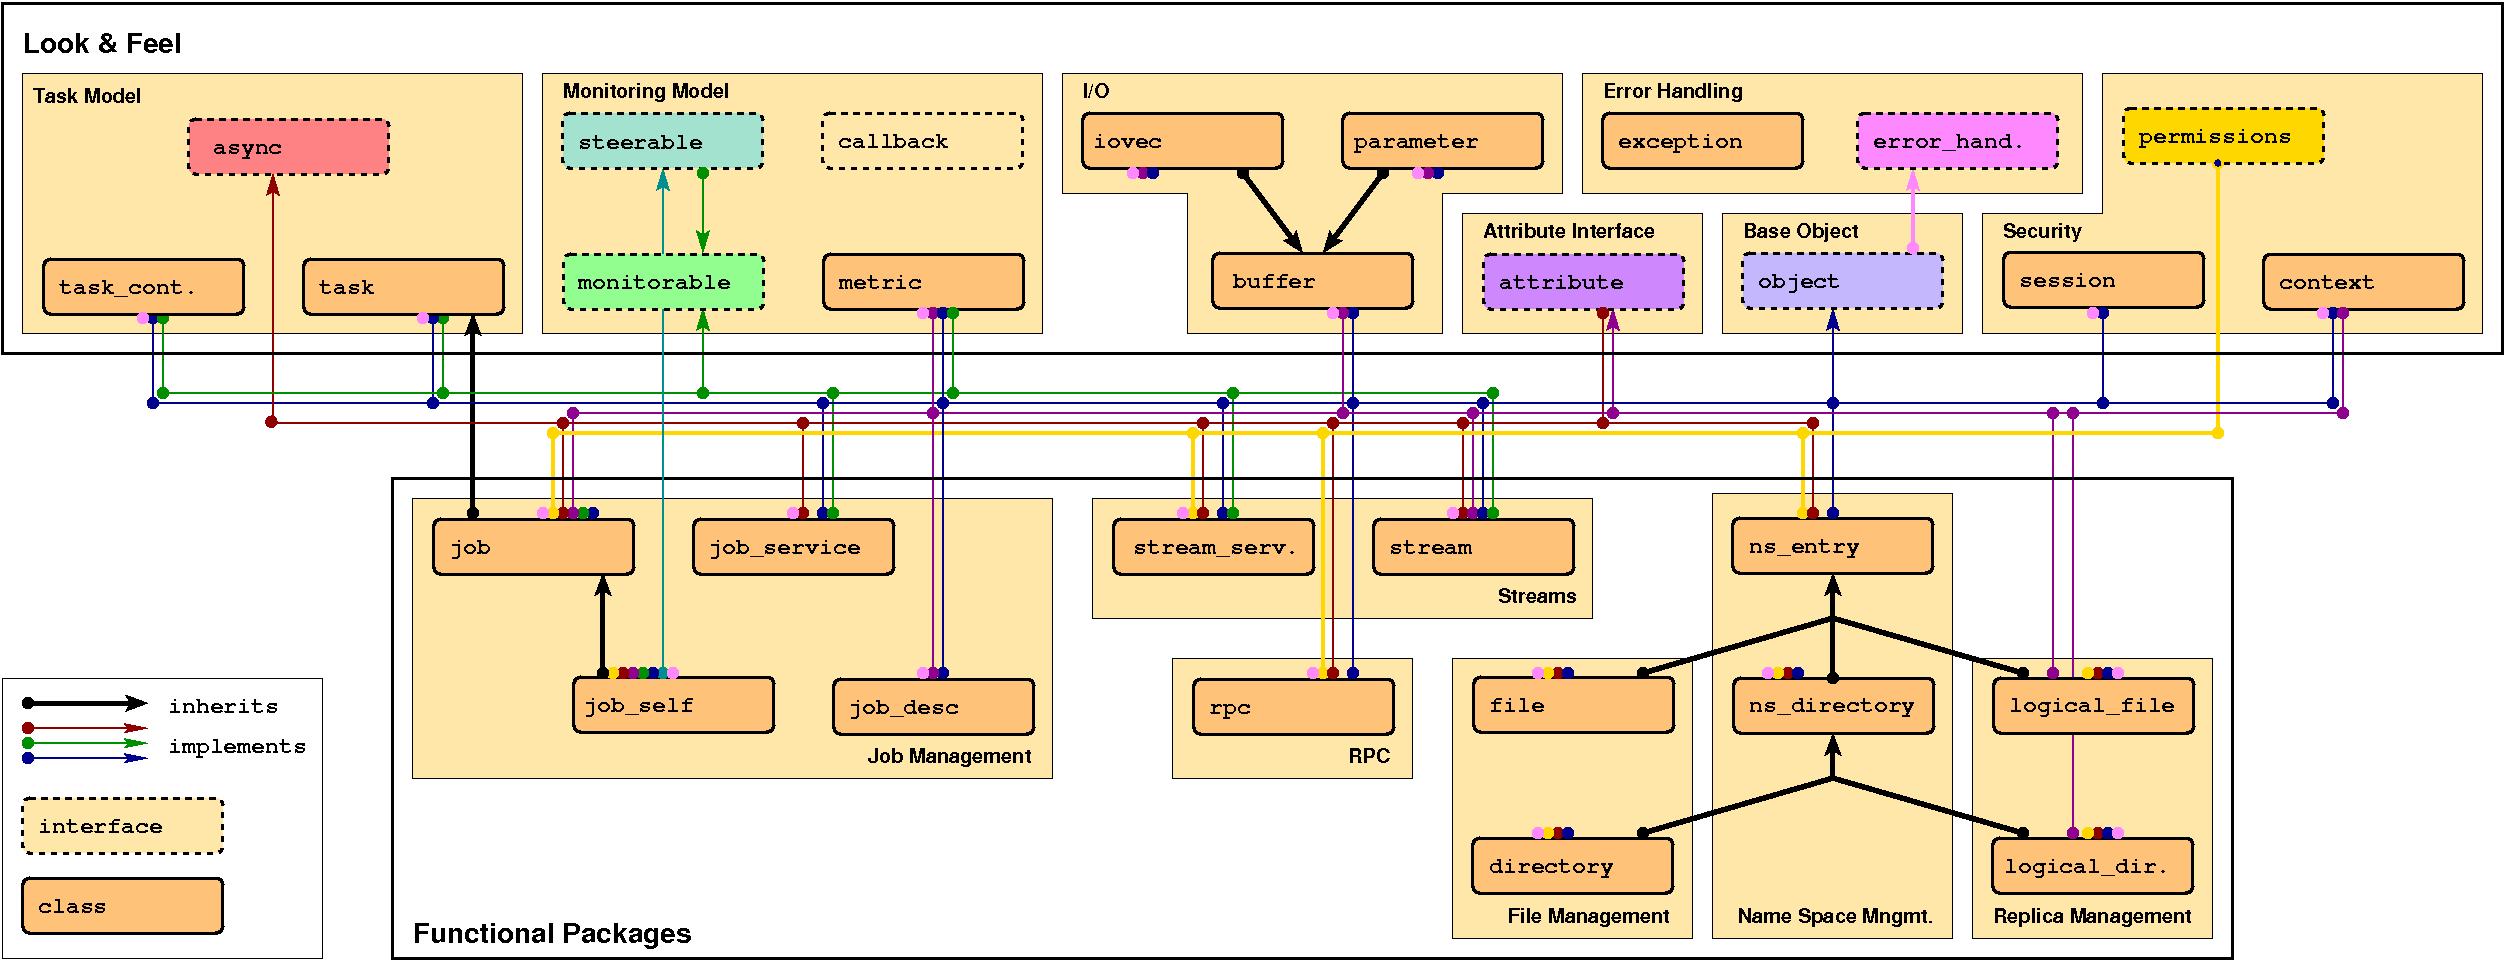 Look & Feel
Task Model
async
task_cont.
task
Monitoring Model
steerable
callback
monitorable
metric
I/O
iovec
parameter
buffer
Error Handling
exception
error_hand.
Attribute Interface
attribute
Base Object
object
permissions
Security
session
context
job
job_service
job_self
job_desc
Job Management
stream_serv.
stream
Streams
rpc
RPC
ns_entry
file
ns_directory
logical_file
directory
logical_dir.
File Management
Name Space Mngmt.
Replica Management
Functional Packages
inherits
implements
interface
class